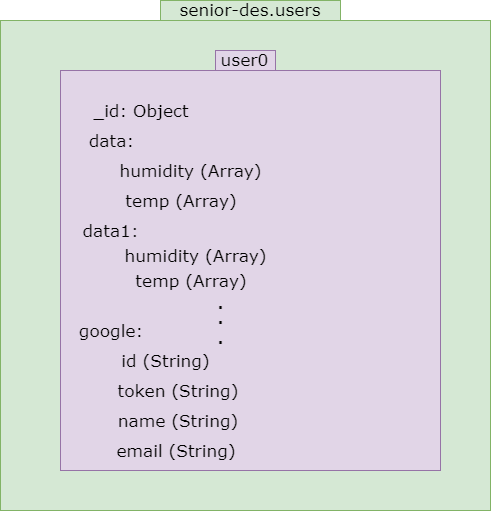 senior-des.users
user0
_id: Object
data:
humidity (Array)
temp (Array)
data1:
humidity (Array)
temp (Array)
.
.
.
google:
id (String)
token (String)
name (String)
email (String)